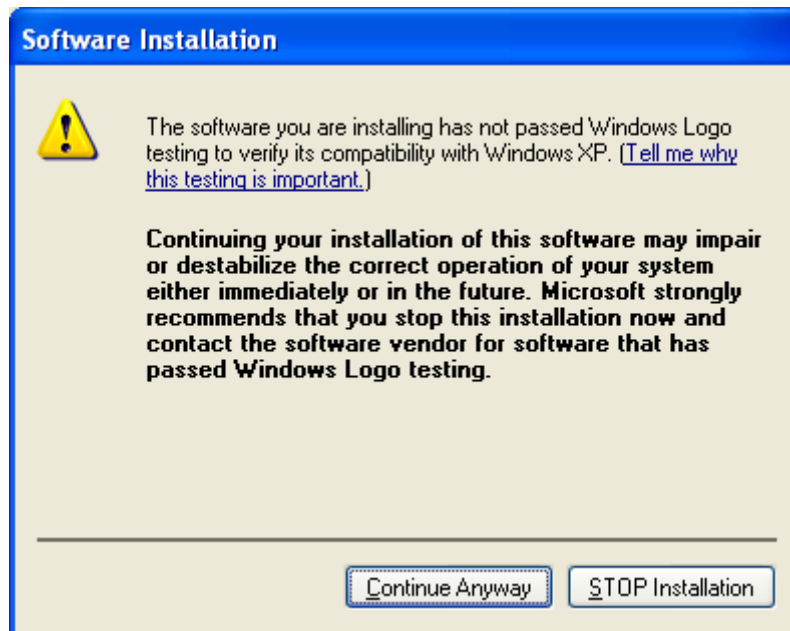 Software Installation
The software you are installing has not passed Windows Logo
testing to verify its compatibility with Windows XP. (Tell me why
this testing is important.)
Continuing your installation of this software may impair
or destabilize the correct operation of your system
either immediately or in the future. Microsoft strongly
recommends that you stop this installation now and
contact the software vendor for software that has
passed Windows Logo testing.
Continue Anyway
STOP Installation